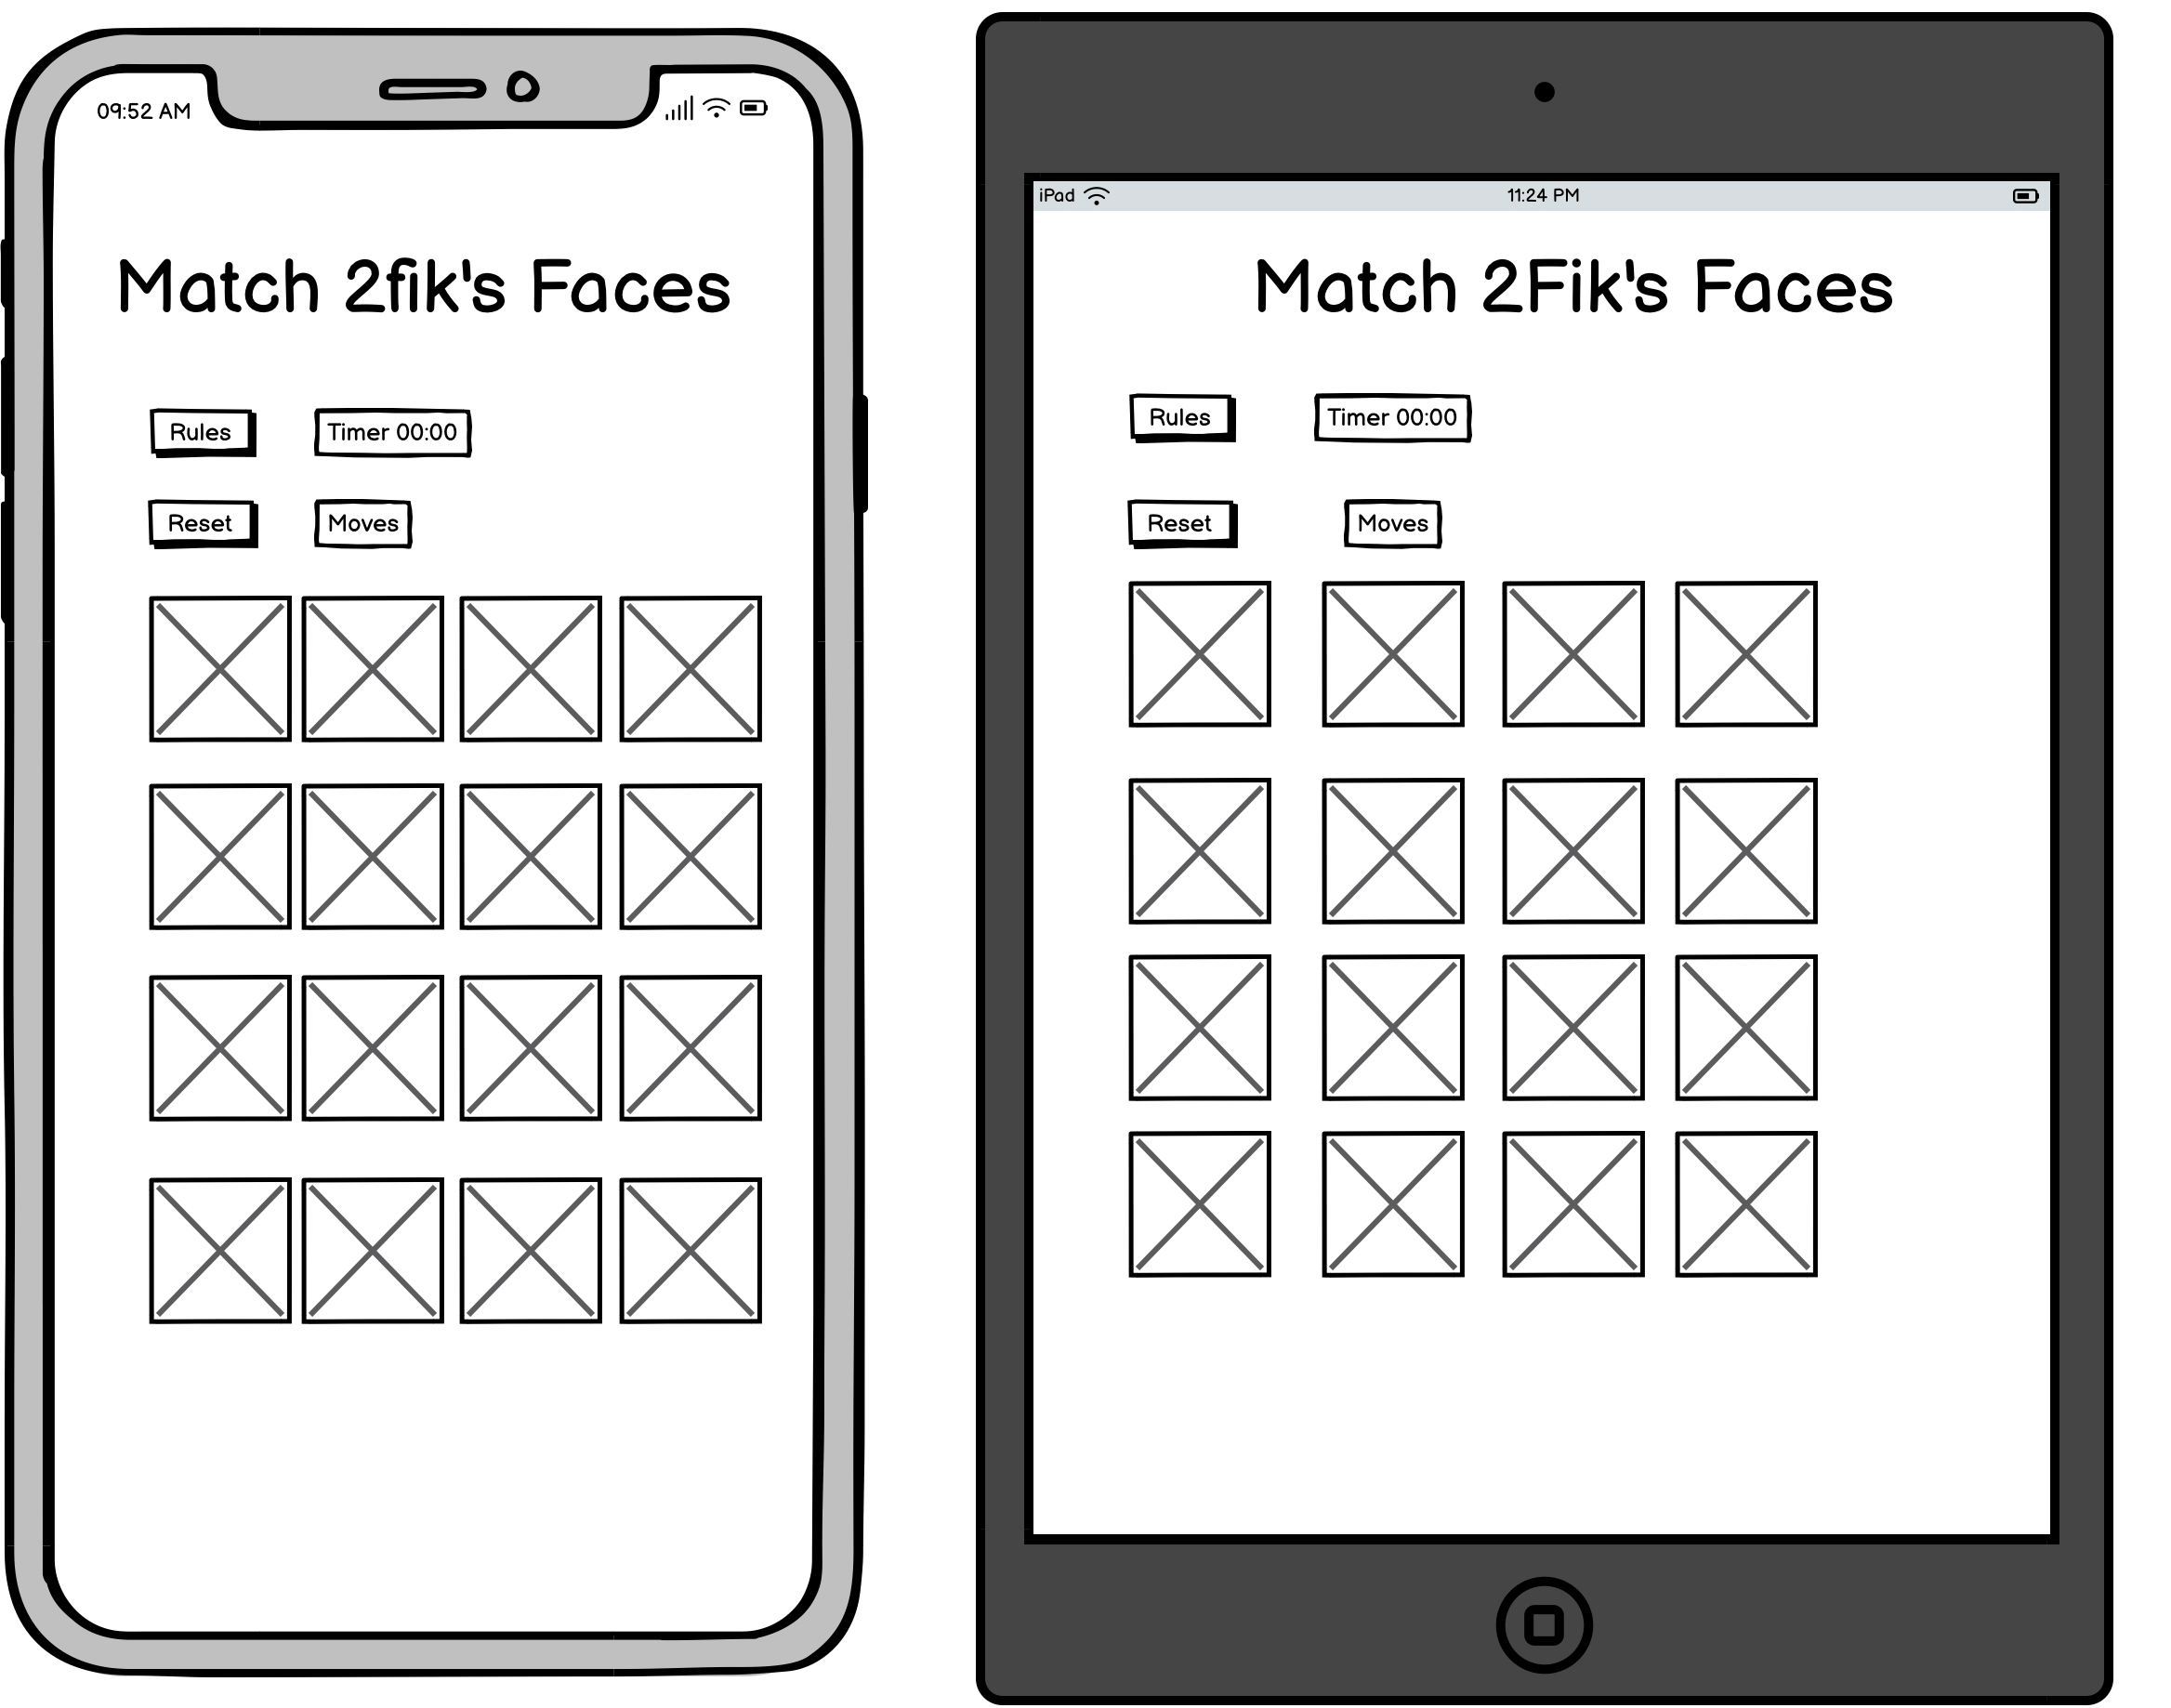 09:52 AM
Match 2fik's Faces
Rules
Timer 00:00
Reset
Moves
iPad
11:24 PM
Match 2Fik's Faces
Rules
Timer 00:00
Reset
Moves